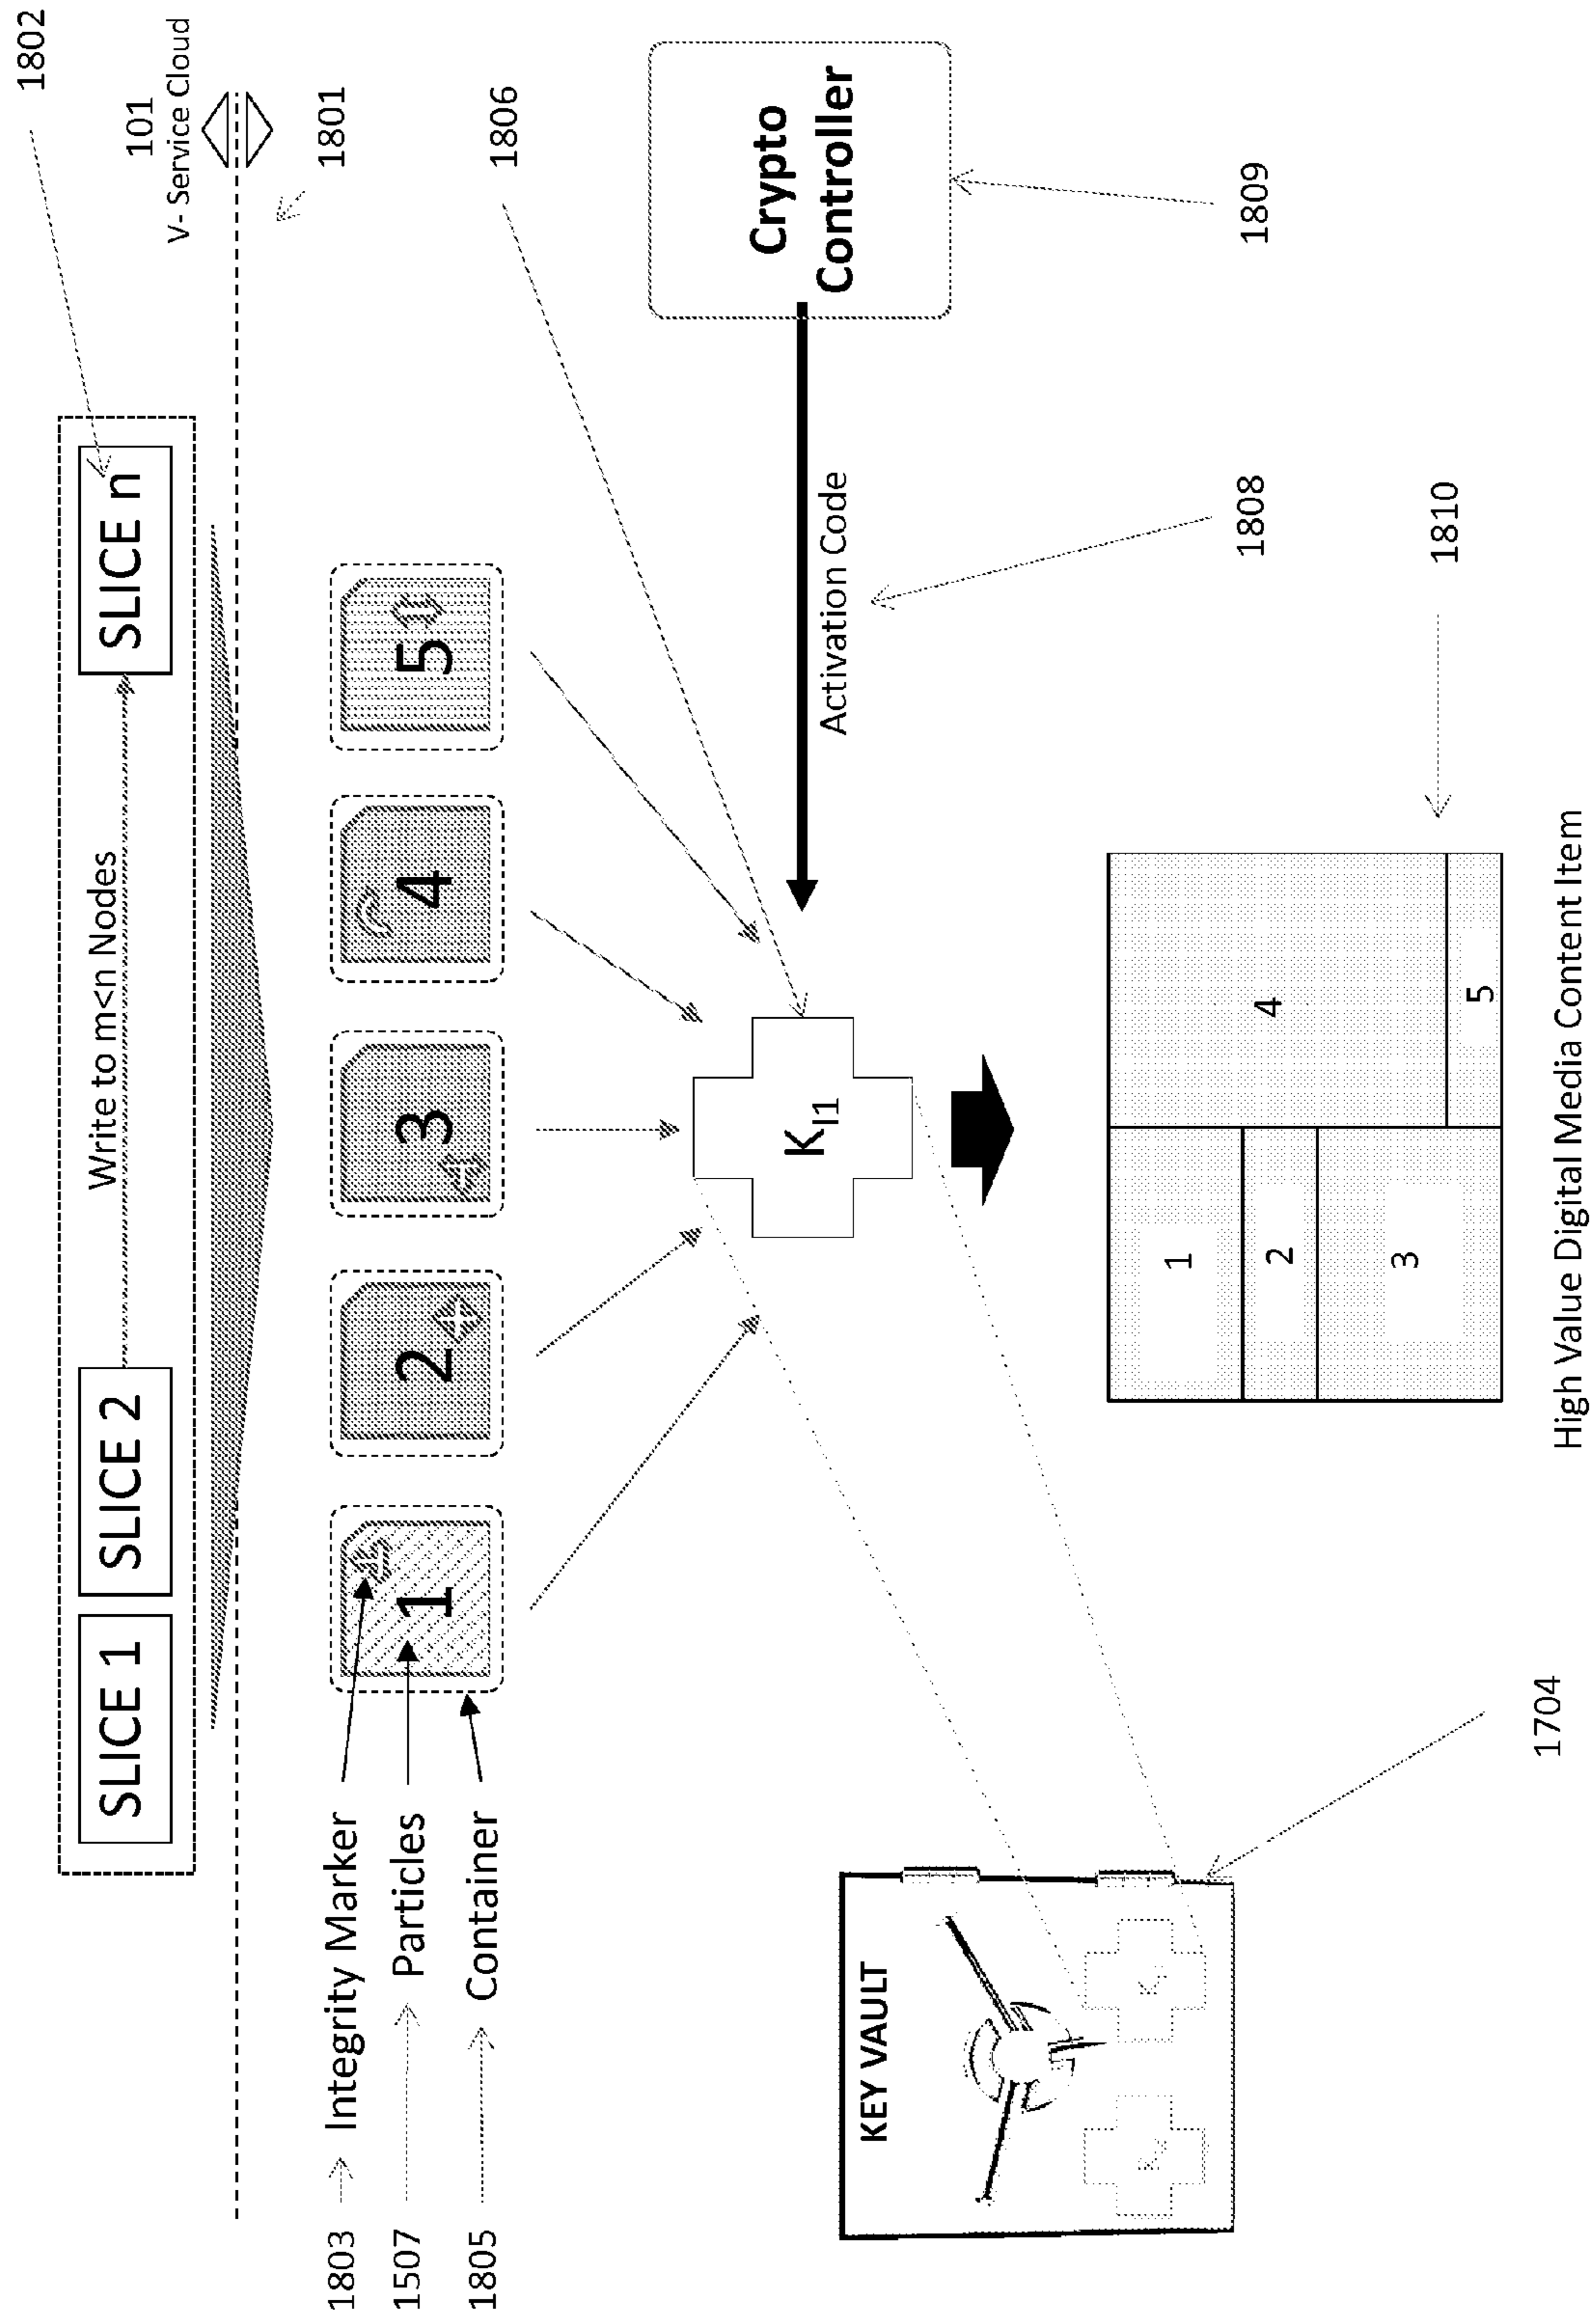 1802
101
V- Service Cloud
SLICE 1
SLICE 2
Write to m<n Nodes
SLICE n
1801
1803
Integrity Marker
1507
Particles
1805
Container
1
2
3
4
5
1806
KEY VAULT
K_I1
Activation Code
Crypto
Controller
1809
1808
1704
1
2
3
4
5
1810
High Value Digital Media Content Item